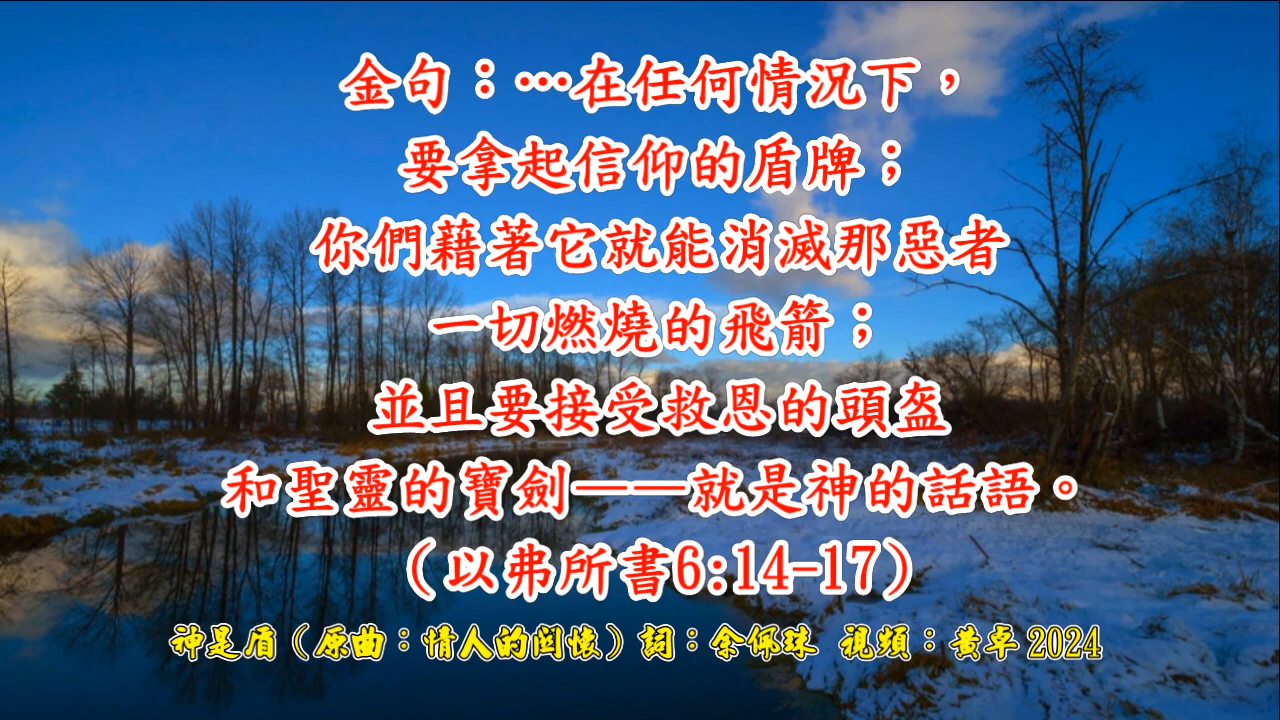 金句：…在任何情況下，
要拿起信仰的盾牌；
你們藉著它就能消滅那惡者
一切燃燒的飛箭；
並且要接受救恩的頭盔
和聖靈的寶劍——就是神的話語。
（以弗所書6:14-17）
神是盾（原曲：情人的關懷）詞：余佩珠 視頻：黃卓 2024